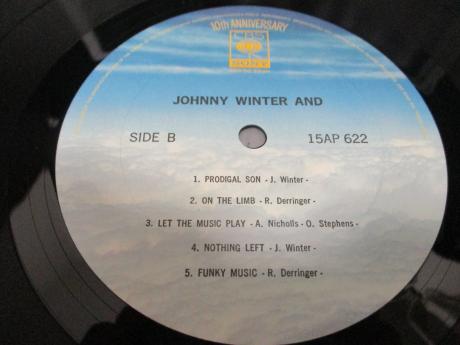 10th ANNIVERSARY
CBS
SONY
JOHNNY WINTER AND
SIDE B 15AP 622
1. PRODIGAL SON - J. Winter -
2. ON THE LIMB - R. Derringer -
3. LET THE MUSIC PLAY - A. Nicholls - O. Stephens -
4. NOTHING LEFT - J. Winter -
5. FUNKY MUSIC - R. Derringer -